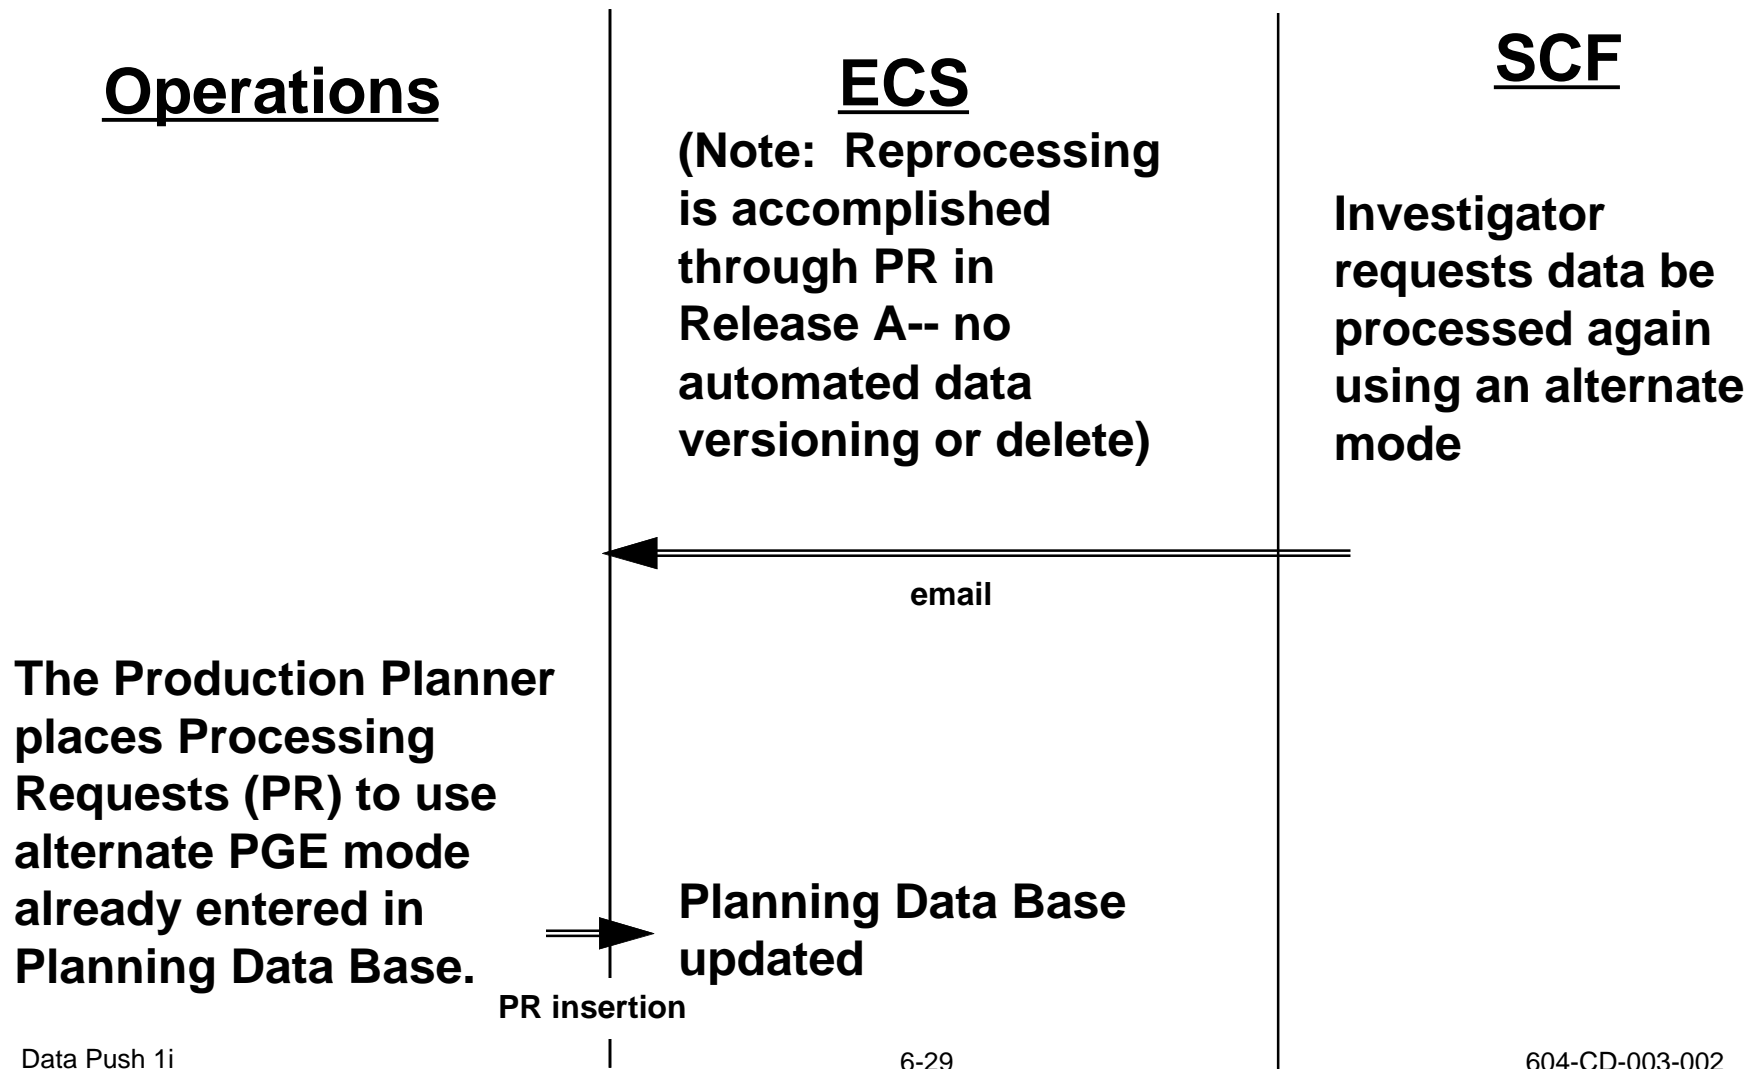 Operations
ECS
(Note:  Reprocessing
is accomplished
through PR in
Release A-- no
automated data
versioning or delete)
SCF
Investigator
requests data be
processed again
using an alternate
mode
email
The Production Planner
places Processing
Requests (PR) to use
alternate PGE mode
already entered in
Planning Data Base.
PR insertion
Planning Data Base
updated
Data Push 1i
6-29
604-CD-003-002